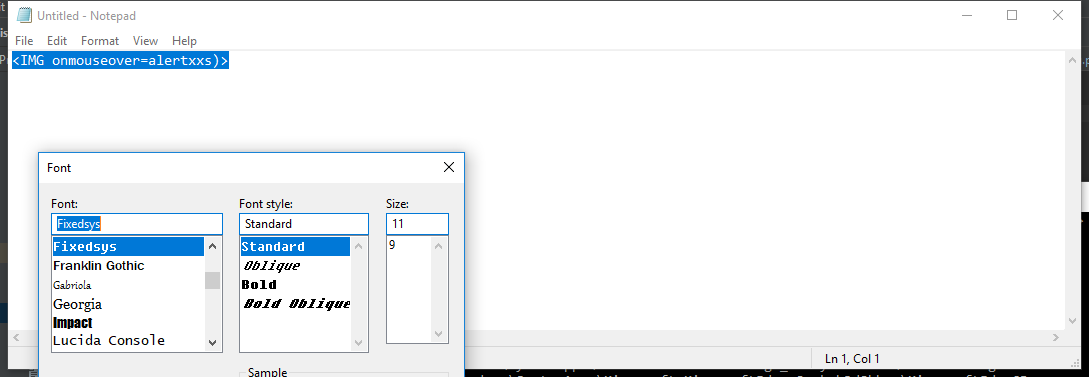 Untitled - Notepad
File Edit Format View Help
<IMG onmouseover=alertxxs)>
Font
Font: Font style: Size:
Fixedsys Standard 11
Fixedsys Standard 9
Franklin Gothic Oblique
Gabriola Bold
Georgia Bold Oblique
Impact
Lucida Console
Sample
Ln 1, Col 1